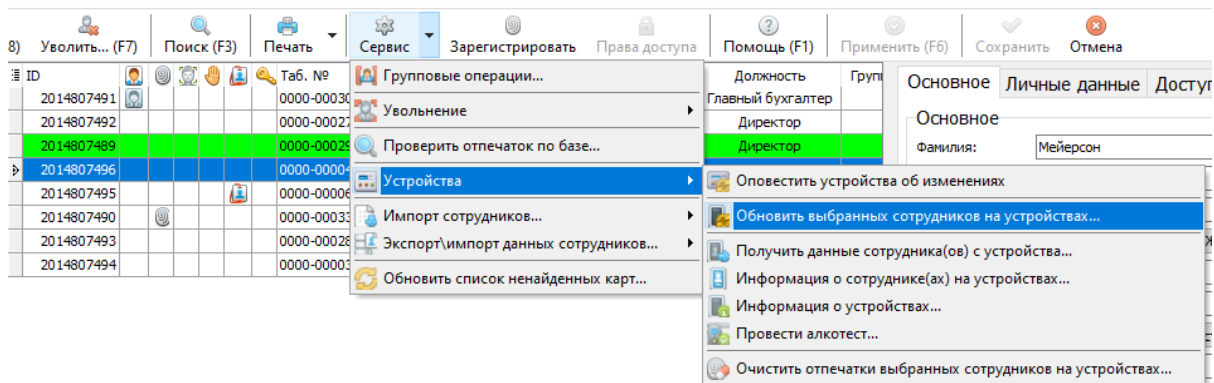 8) Уволить... (F7) Поиск (F3) Печать Сервис Зарегистрировать Права доступа Помощь (F1) Применить (F6) Сохранить Отмена
ID Таб. № Должность Групп Основное Личные данные Доступ
2014807491 0000-00030 Главный бухгалтер
2014807492 0000-00027 Директор Основное
2014807489 0000-00029 Директор Фамилия: Мейерсон
2014807496 0000-00004
2014807495 0000-00006
2014807490 0000-00033
2014807493 0000-00028
2014807494 0000-00003
Групповые операции...
Увольнение
Проверить отпечаток по базе...
Устройства
Импорт сотрудников...
Экспорт\импорт данных сотрудников...
Обновить список ненайденных карт...
Оповестить устройства об изменениях
Обновить выбранных сотрудников на устройствах...
Получить данные сотрудника(ов) с устройства...
Информация о сотруднике(ах) на устройствах...
Информация о устройствах...
Провести алкотест...
Очистить отпечатки выбранных сотрудников на устройствах...